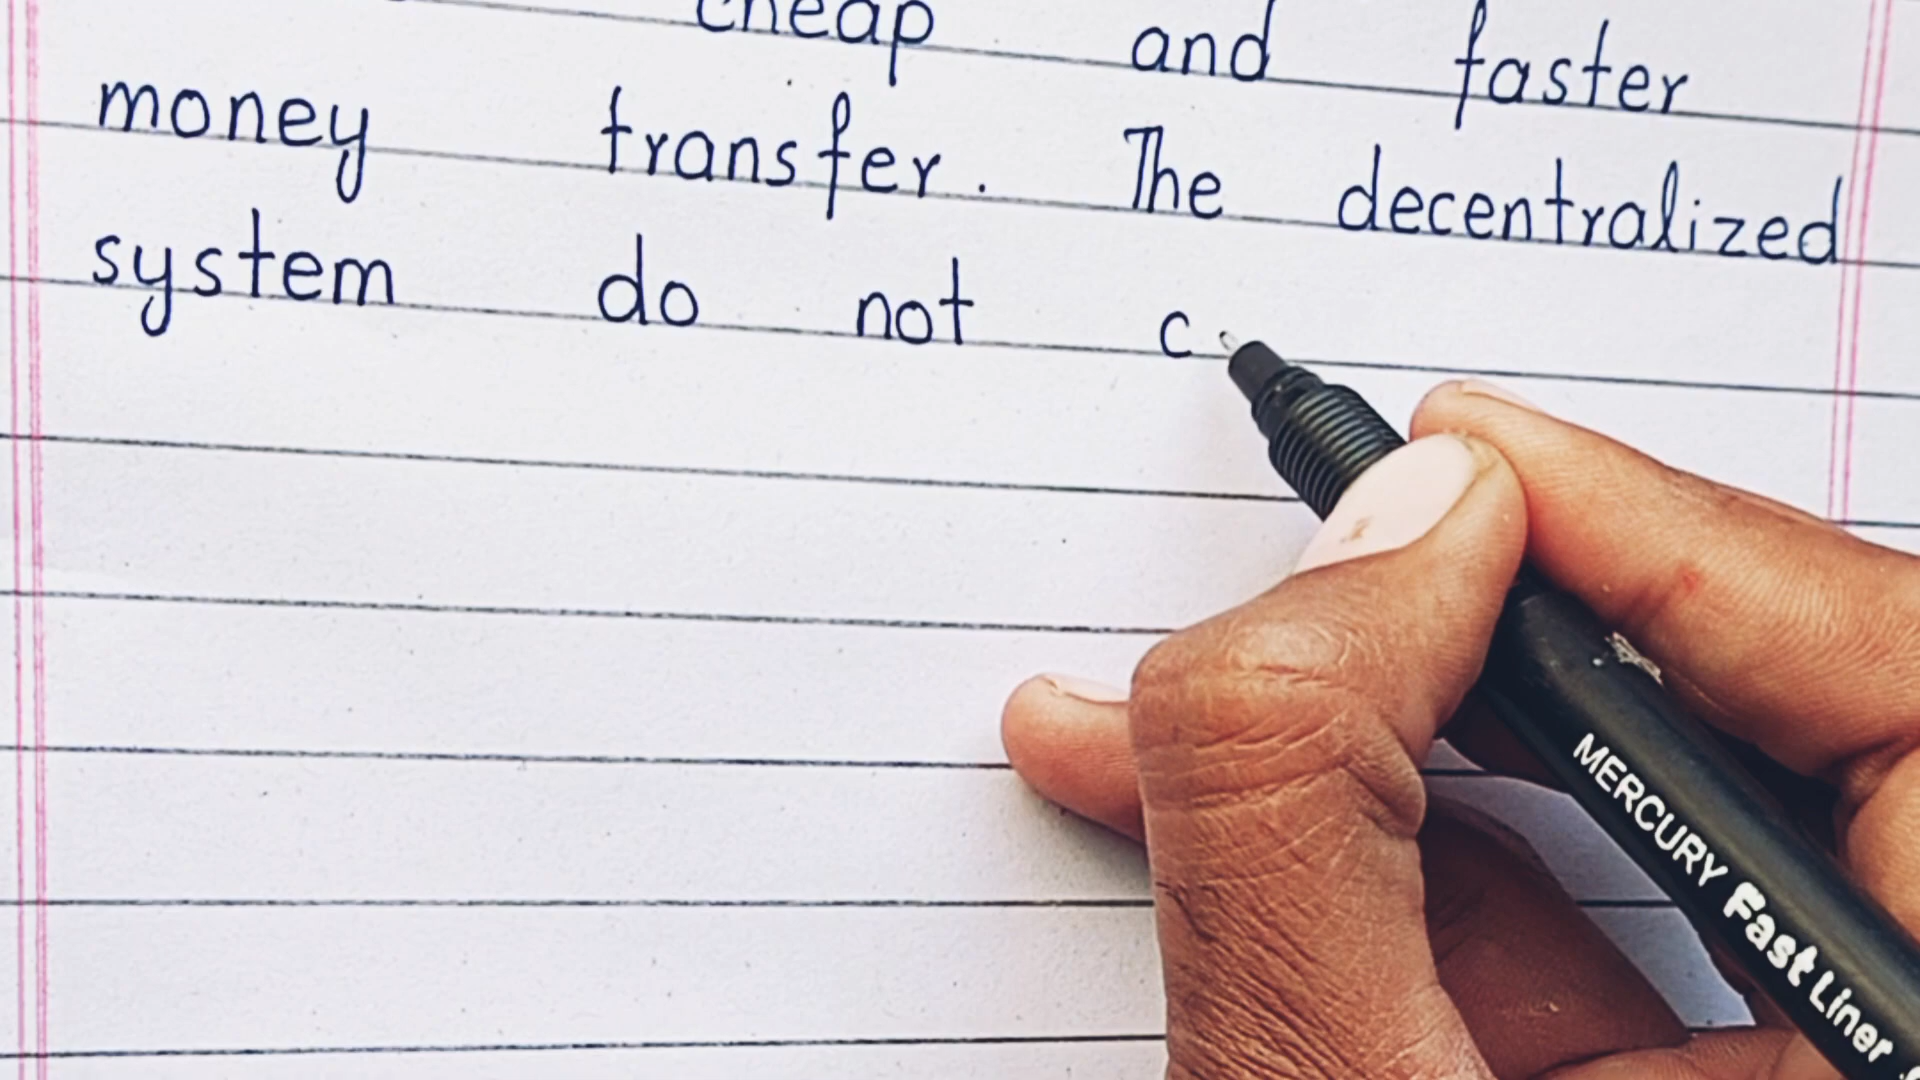 cheap and faster
money transfer. The decentralized
system do not c
MERCURY Fast Liner